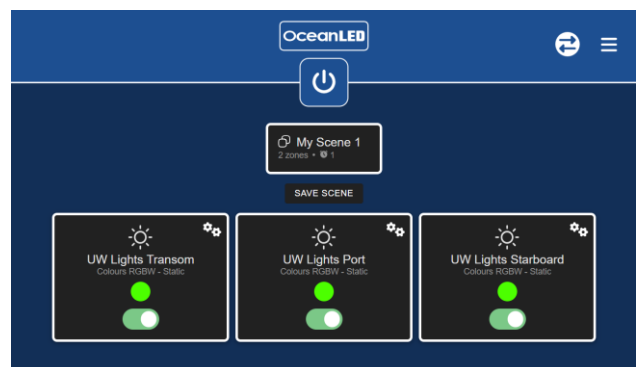 OceanLED
My Scene 1
2 zones • 1
SAVE SCENE
UW Lights Transom
Colours RGBW - Static
UW Lights Port
Colours RGBW - Static
UW Lights Starboard
Colours RGBW - Static